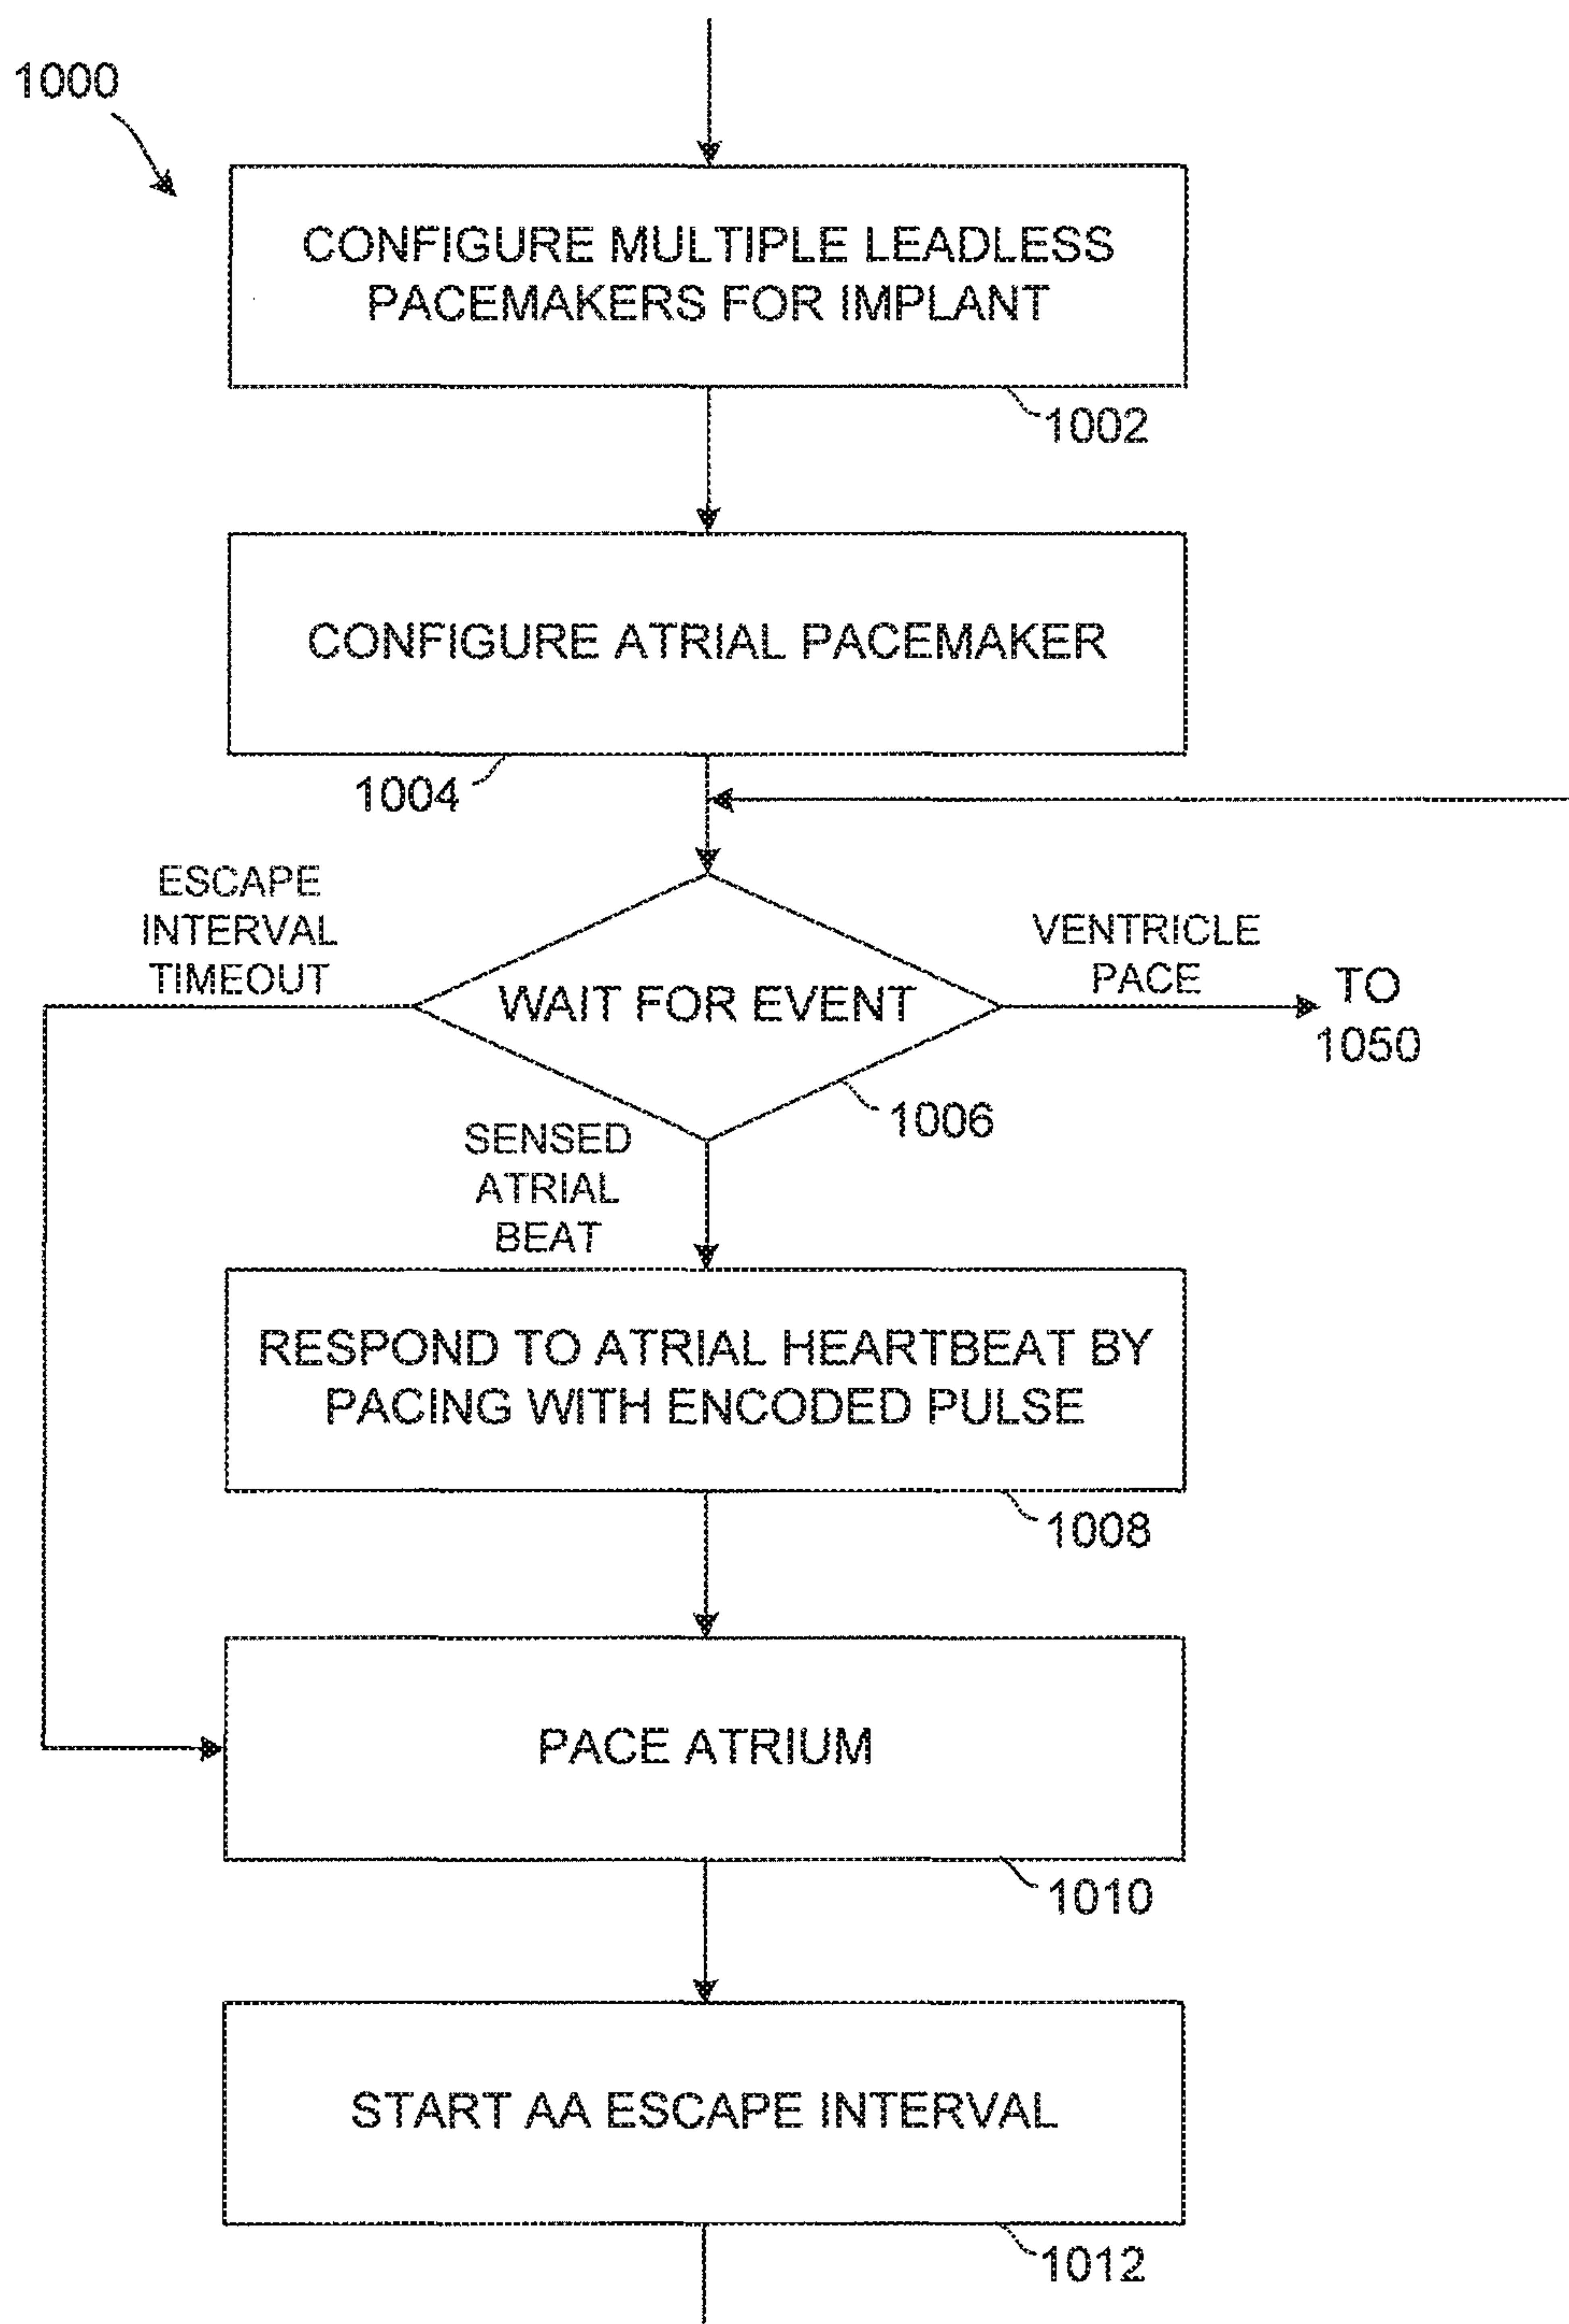 1000
CONFIGURE MULTIPLE LEADLESS
PACEMAKERS FOR IMPLANT
1002
CONFIGURE ATRIAL PACEMAKER
1004
ESCAPE
INTERVAL
TIMEOUT
WAIT FOR EVENT
VENTRICLE
PACE
TO
1050
1006
SENSED
ATRIAL
BEAT
RESPOND TO ATRIAL HEARTBEAT BY
PACING WITH ENCODED PULSE
1008
PACE ATRIUM
1010
START AA ESCAPE INTERVAL
1012